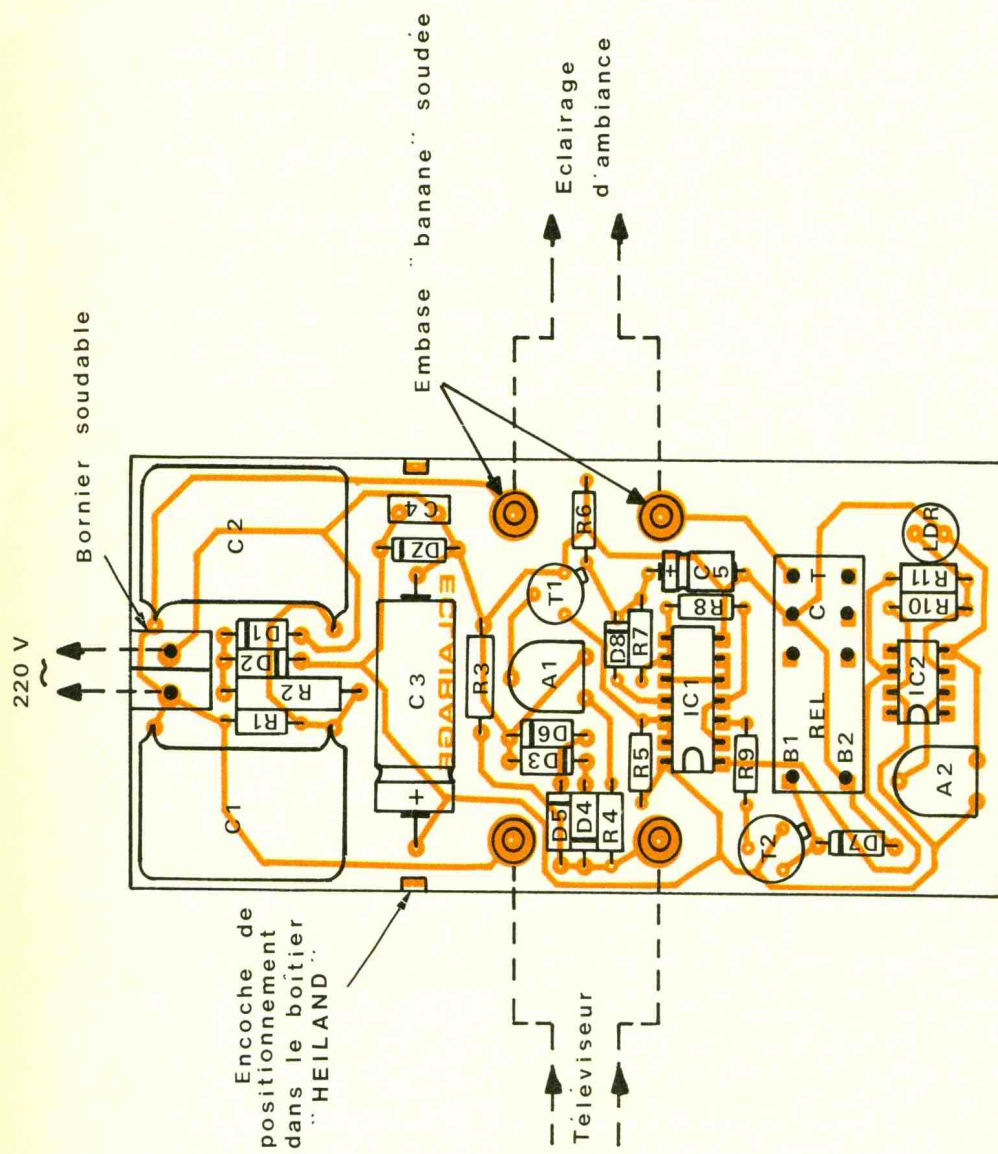 220 V
~
Bornier soudable
Encoche de
positionnement
dans le boîtier
" HEILAND "
Embase " banane " soudée
Eclairage
d'ambiance
Téléviseur
C1
C2
R1
R2
D2
D1
C3
+
DZ
C4
ECLAIRAGE
R3
T1
R6
A1
D3
D6
D5
D4
R4
D8
R7
+
C5
R8
R5
IC1
R9
T2
D7
B1
B2
REL
C
T
LDR
R11
R10
IC2
A2